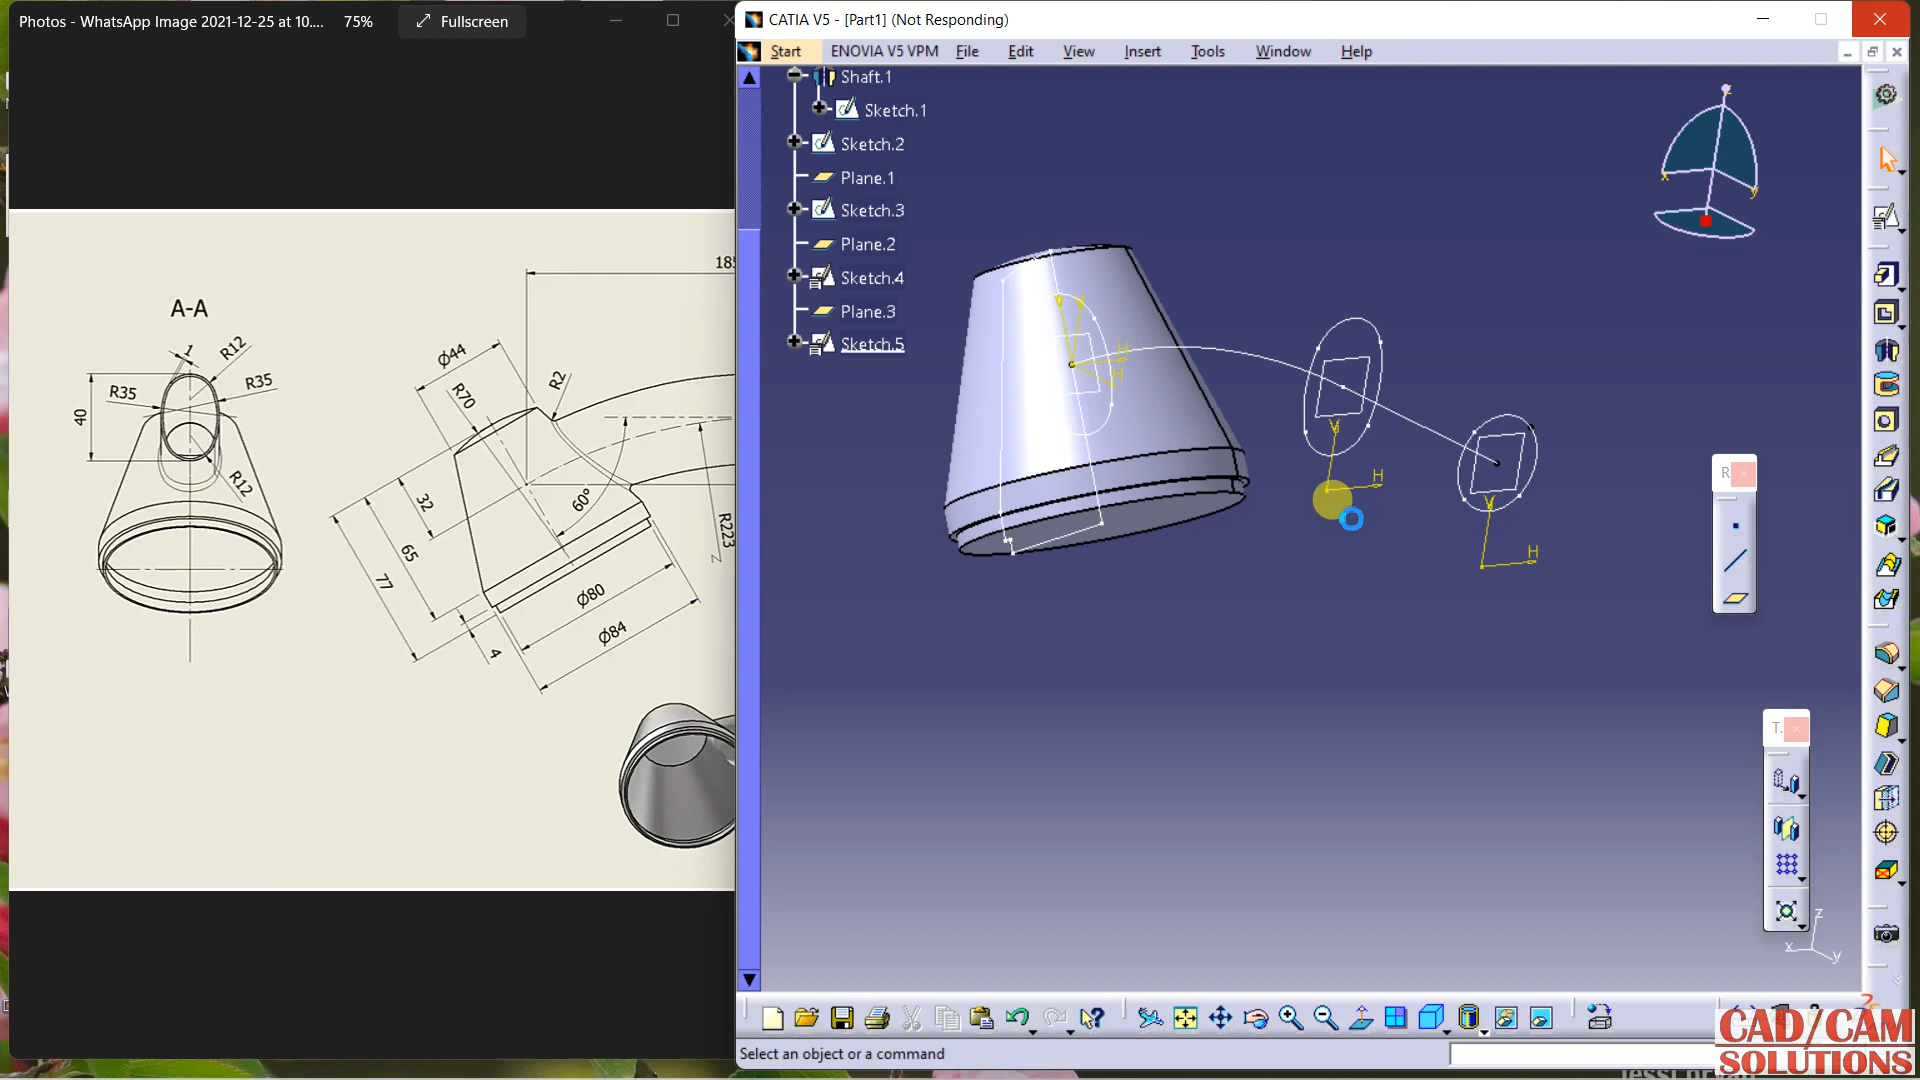 Photos - WhatsApp Image 2021-12-25 at 10.... 75% Fullscreen
CATIA V5 - [Part1] (Not Responding)
Start ENOVIA V5 VPM File Edit View Insert Tools Window Help
Shaft.1
Sketch.1
Sketch.2
Plane.1
Sketch.3
Plane.2
Sketch.4
Plane.3
Sketch.5
z
x
y
185
A-A
1
R12
R35
R35
40
R12
Ø44
R70
R2
32
65
77
60°
R223
Ø80
Ø84
4
V
V
H
H
V
H
V
H
R
T.
z
x
y
Select an object or a command
CAD/CAM
SOLUTIONS